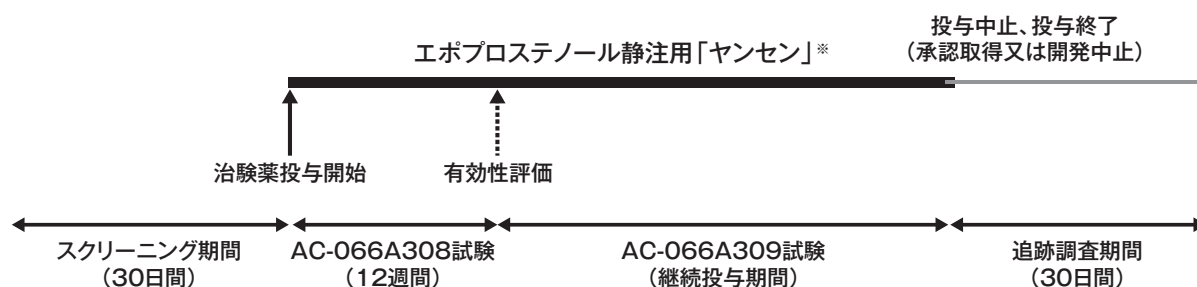 投与中止、投与終了
（承認取得又は開発中止）
エポプロステノール静注用「ヤンセン」※
治験薬投与開始
有効性評価
スクリーニング期間
（30日間）
AC-066A308試験
（12週間）
AC-066A309試験
（継続投与期間）
追跡調査期間
（30日間）